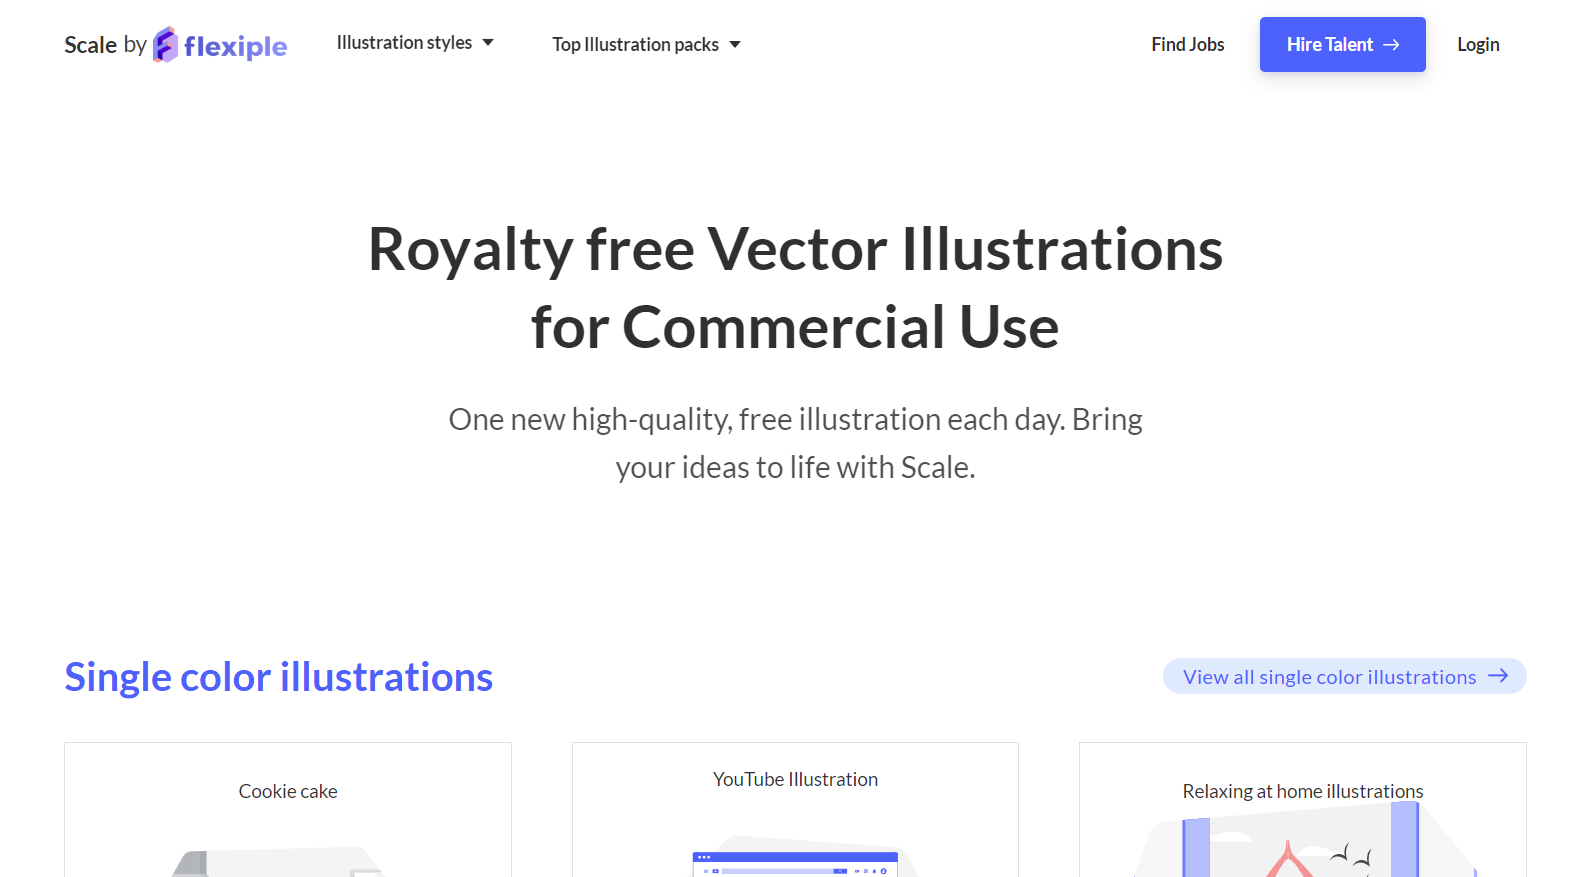 Scale by flexiple
Illustration styles
Top Illustration packs
Find Jobs
Hire Talent →
Login
Royalty free Vector Illustrations
for Commercial Use
One new high-quality, free illustration each day. Bring
your ideas to life with Scale.
Single color illustrations
View all single color illustrations →
Cookie cake
YouTube Illustration
Relaxing at home illustrations